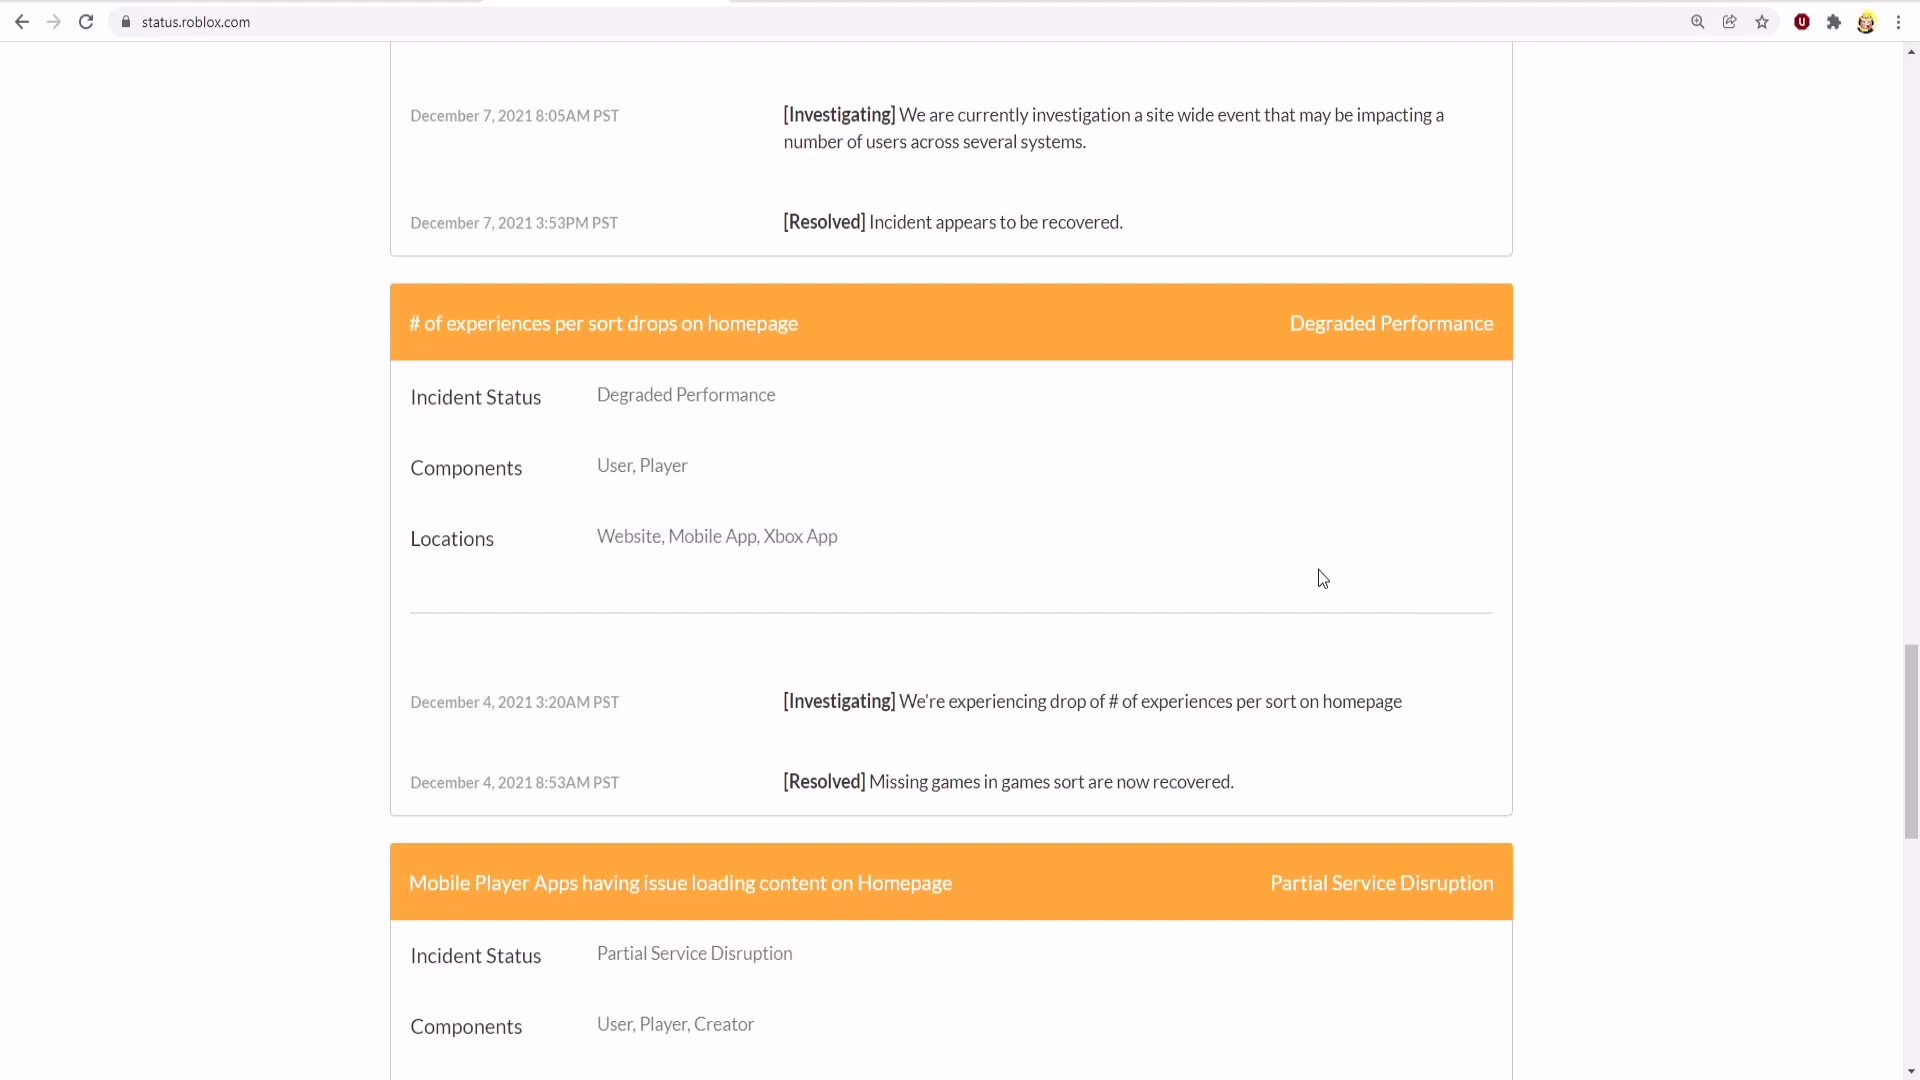 status.roblox.com
December 7, 2021 8:05AM PST
[Investigating] We are currently investigation a site wide event that may be impacting a
number of users across several systems.
December 7, 2021 3:53PM PST
[Resolved] Incident appears to be recovered.
# of experiences per sort drops on homepage
Degraded Performance
Incident Status
Degraded Performance
Components
User, Player
Locations
Website, Mobile App, Xbox App
December 4, 2021 3:20AM PST
[Investigating] We're experiencing drop of # of experiences per sort on homepage
December 4, 2021 8:53AM PST
[Resolved] Missing games in games sort are now recovered.
Mobile Player Apps having issue loading content on Homepage
Partial Service Disruption
Incident Status
Partial Service Disruption
Components
User, Player, Creator